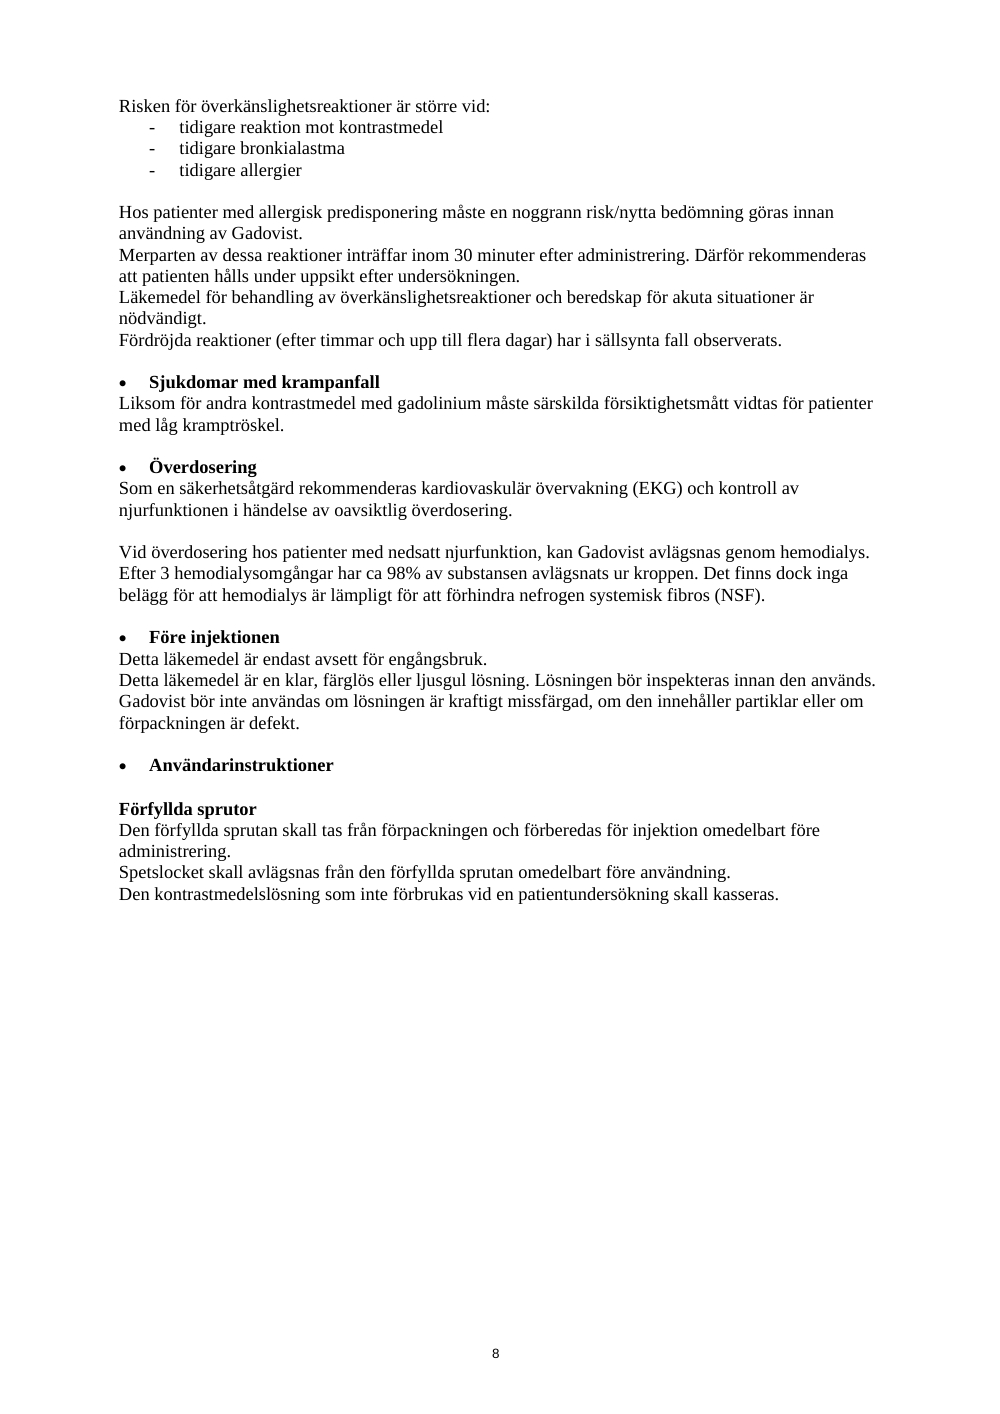 Risken för överkänslighetsreaktioner är större vid:
- tidigare reaktion mot kontrastmedel
- tidigare bronkialastma
- tidigare allergier
Hos patienter med allergisk predisponering måste en noggrann risk/nytta bedömning göras innan
användning av Gadovist.
Merparten av dessa reaktioner inträffar inom 30 minuter efter administrering. Därför rekommenderas
att patienten hålls under uppsikt efter undersökningen.
Läkemedel för behandling av överkänslighetsreaktioner och beredskap för akuta situationer är
nödvändigt.
Fördröjda reaktioner (efter timmar och upp till flera dagar) har i sällsynta fall observerats.
• Sjukdomar med krampanfall
Liksom för andra kontrastmedel med gadolinium måste särskilda försiktighetsmått vidtas för patienter
med låg kramptröskel.
• Överdosering
Som en säkerhetsåtgärd rekommenderas kardiovaskulär övervakning (EKG) och kontroll av
njurfunktionen i händelse av oavsiktlig överdosering.
Vid överdosering hos patienter med nedsatt njurfunktion, kan Gadovist avlägsnas genom hemodialys.
Efter 3 hemodialysomgångar har ca 98% av substansen avlägsnats ur kroppen. Det finns dock inga
belägg för att hemodialys är lämpligt för att förhindra nefrogen systemisk fibros (NSF).
• Före injektionen
Detta läkemedel är endast avsett för engångsbruk.
Detta läkemedel är en klar, färglös eller ljusgul lösning. Lösningen bör inspekteras innan den används.
Gadovist bör inte användas om lösningen är kraftigt missfärgad, om den innehåller partiklar eller om
förpackningen är defekt.
• Användarinstruktioner
Förfyllda sprutor
Den förfyllda sprutan skall tas från förpackningen och förberedas för injektion omedelbart före
administrering.
Spetslocket skall avlägsnas från den förfyllda sprutan omedelbart före användning.
Den kontrastmedelslösning som inte förbrukas vid en patientundersökning skall kasseras.
8